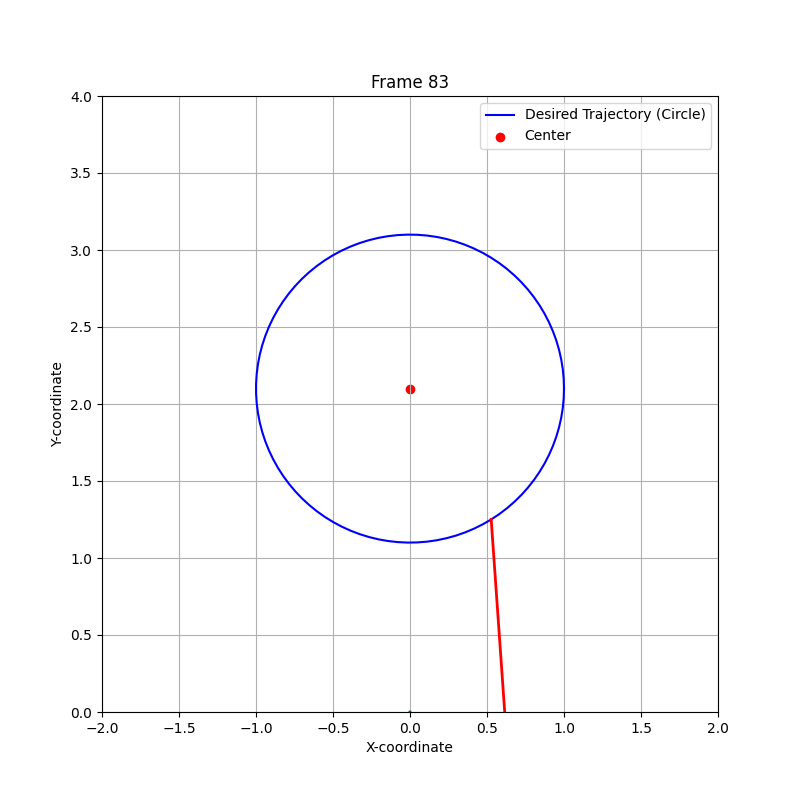 Frame 83
Desired Trajectory (Circle)
Center
4.0
3.5
3.0
2.5
2.0
1.5
1.0
0.5
0.0
Y-coordinate
−2.0 −1.5 −1.0 −0.5 0.0 0.5 1.0 1.5 2.0
X-coordinate